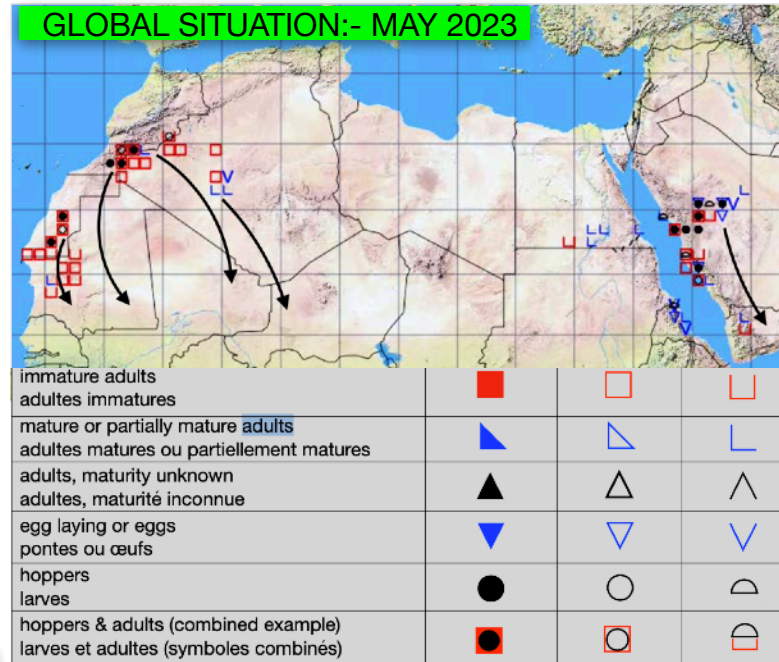 GLOBAL SITUATION:- MAY 2023
immature adults
adultes immatures
mature or partially mature adults
adultes matures ou partiellement matures
adults, maturity unknown
adultes, maturité inconnue
egg laying or eggs
pontes ou œufs
hoppers
larves
hoppers & adults (combined example)
larves et adultes (symboles combinés)